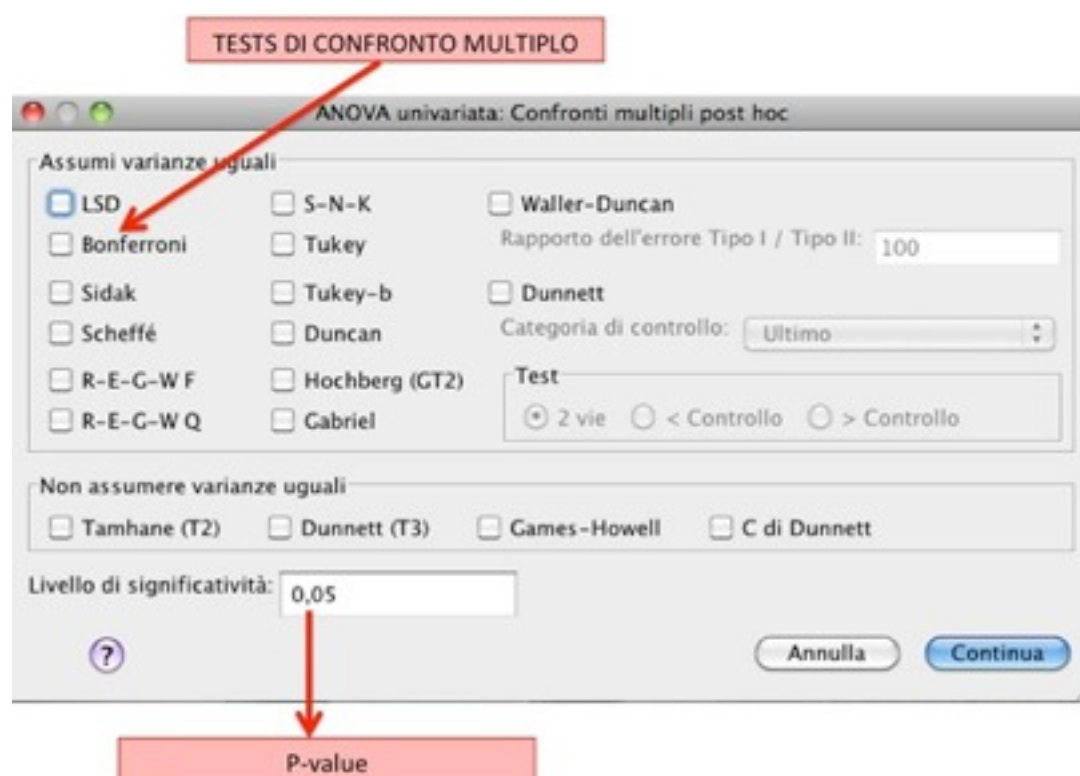 TESTS DI CONFRONTO MULTIPLO
ANOVA univariata: Confronti multipli post hoc
Assumi varianze uguali
LSD
S-N-K
Waller-Duncan
Bonferroni
Tukey
Rapporto dell'errore Tipo I / Tipo II: 100
Sidak
Tukey-b
Dunnett
Scheffé
Duncan
Categoria di controllo: Ultimo
R-E-G-W F
Hochberg (GT2)
Test
R-E-G-W Q
Gabriel
2 vie
< Controllo
> Controllo
Non assumere varianze uguali
Tamhane (T2)
Dunnett (T3)
Games-Howell
C di Dunnett
Livello di significatività: 0,05
?
Annulla
Continua
P-value